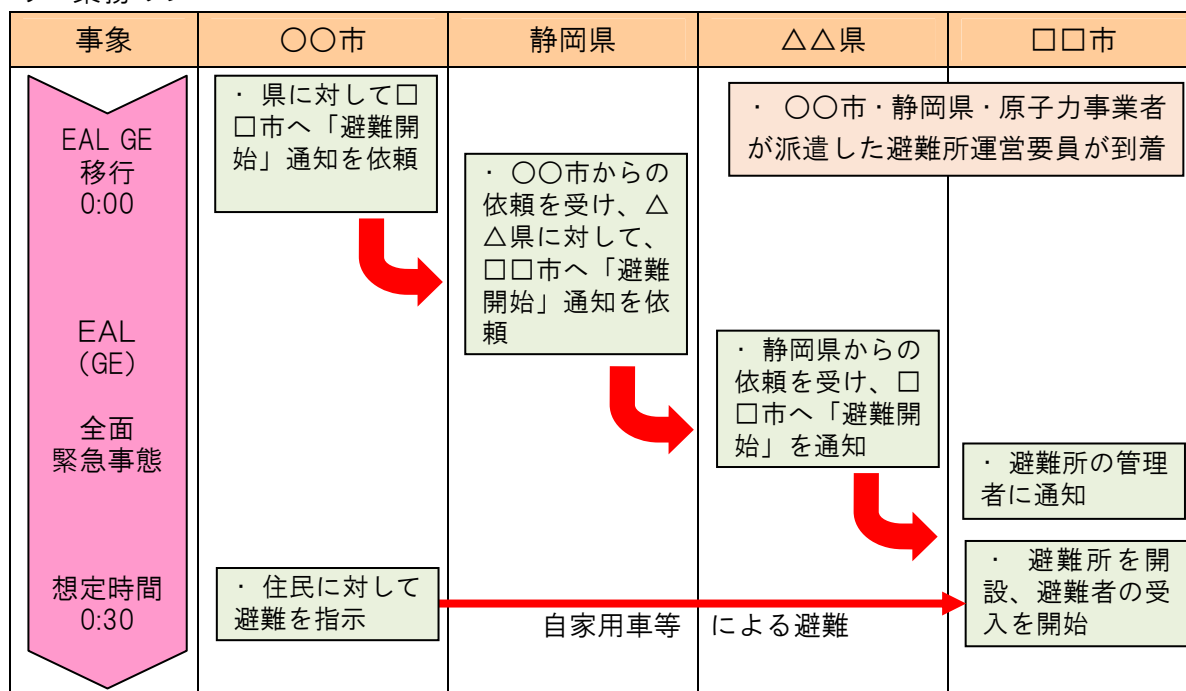 事象
〇〇市
静岡県
△△県
□□市
EAL GE
移行
0:00
EAL
(GE)
全面
緊急事態
想定時間
0:30
・ 県に対して□
□市へ「避難開
始」通知を依頼
・ 〇〇市からの
依頼を受け、△
△県に対して、
□□市へ「避難
開始」通知を依
頼
・ 〇〇市・静岡県・原子力事業者
が派遣した避難所運営要員が到着
・ 静岡県からの
依頼を受け、□
□市へ「避難開
始」を通知
・ 避難所の管理
者に通知
・ 住民に対して
避難を指示
自家用車等 による避難
・ 避難所を開
設、避難者の受
入を開始